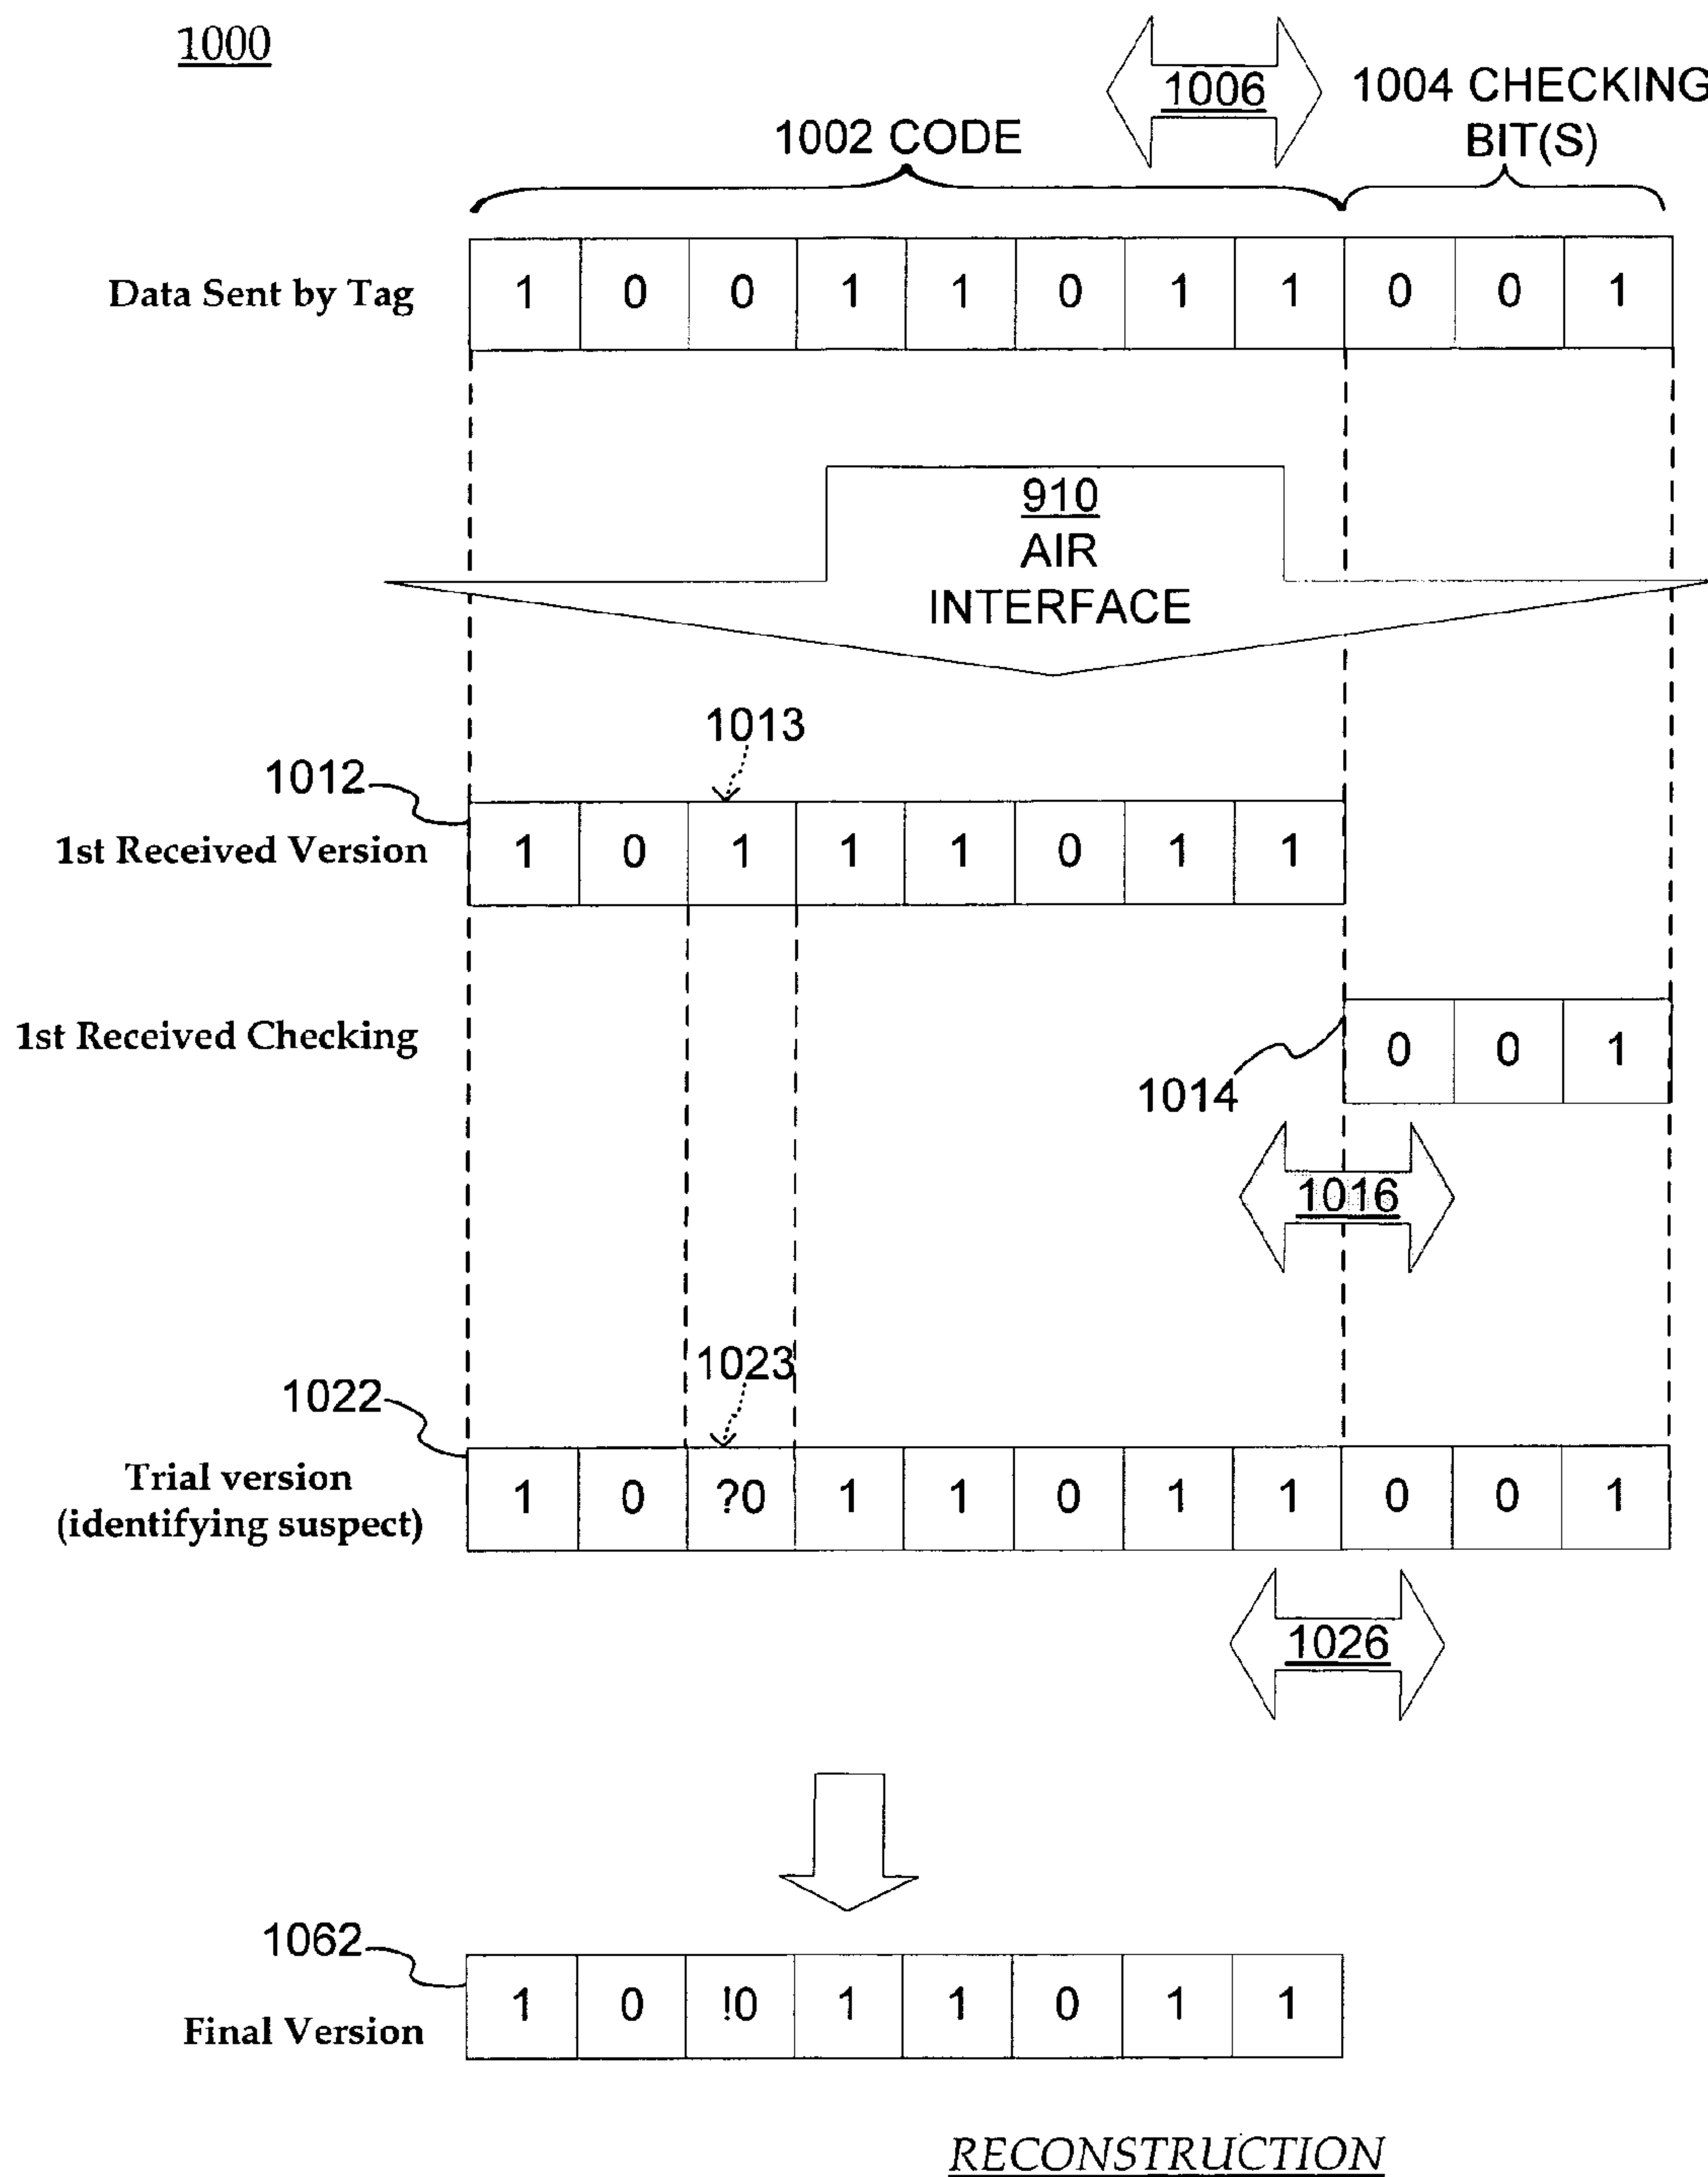 1000
1006
1004 CHECKING
BIT(S)
1002 CODE
Data Sent by Tag
1 0 0 1 1 0 1 1 0 0 1
910
AIR
INTERFACE
1013
1012
1st Received Version
1 0 1 1 1 0 1 1
1st Received Checking
0 0 1
1014
1016
1023
1022
Trial version
(identifying suspect)
1 0 ?0 1 1 0 1 1 0 0 1
1026
1062
Final Version
1 0 !0 1 1 0 1 1
RECONSTRUCTION